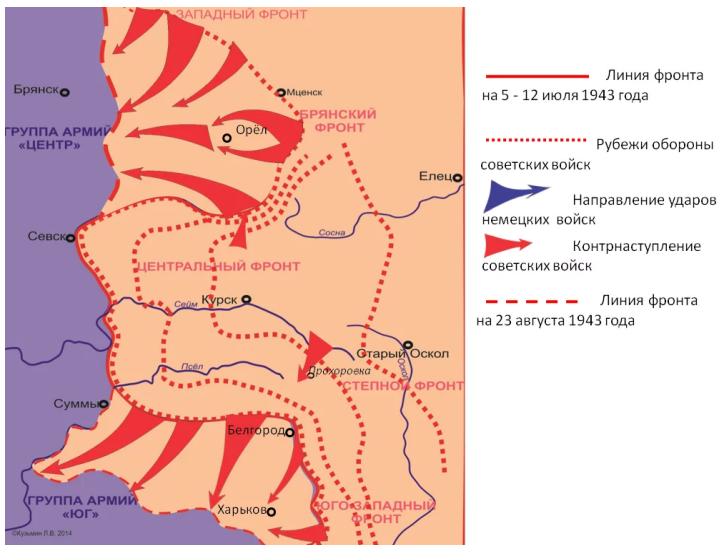 ЗАПАДНЫЙ ФРОНТ
Брянск
Мценск
БРЯНСКИЙ
ФРОНТ
ГРУППА АРМИЙ
«ЦЕНТР»
Орёл
Елец
Севск
Сосна
ЦЕНТРАЛЬНЫЙ ФРОНТ
Сейм
Курск
Старый Оскол
Оскол
Псёл
Прохоровка
СТЕПНОЙ ФРОНТ
Суммы
Белгород
ГРУППА АРМИЙ
«ЮГ»
Харьков
ЮГО-ЗАПАДНЫЙ
ФРОНТ
©Кузьмин Л.В. 2014
Линия фронта
на 5 - 12 июля 1943 года
Рубежи обороны
советских войск
Направление ударов
немецких войск
Контрнаступление
советских войск
Линия фронта
на 23 августа 1943 года